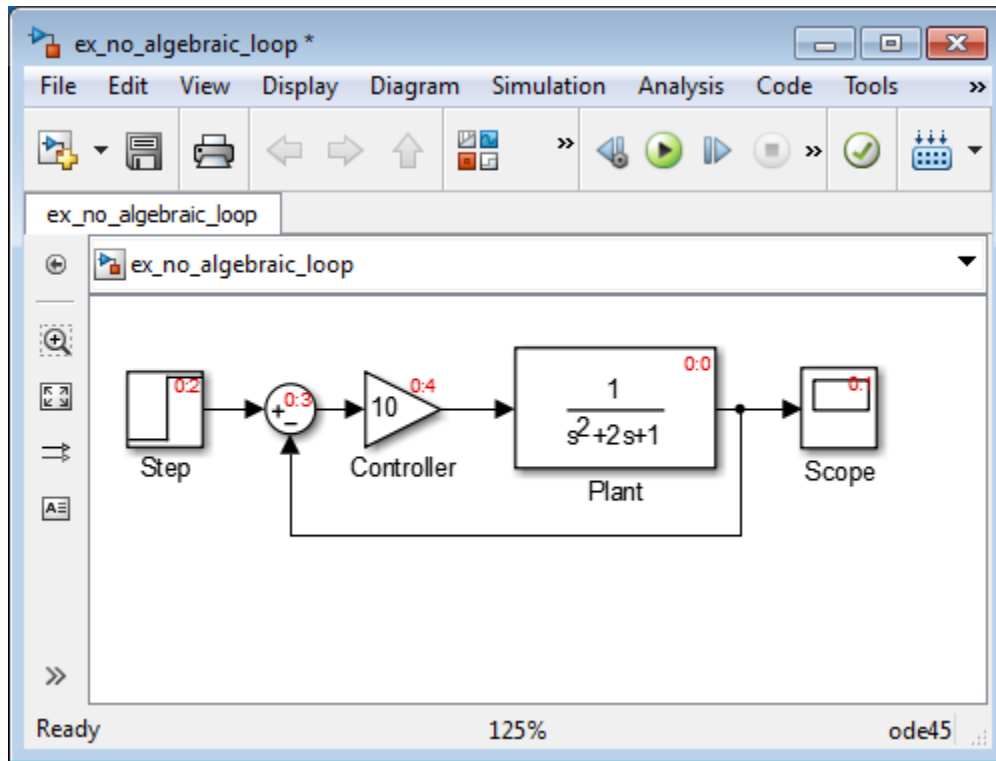 ex_no_algebraic_loop *
File Edit View Display Diagram Simulation Analysis Code Tools »
»
»
ex_no_algebraic_loop
ex_no_algebraic_loop
0:2
Step
+
0:3
−
10
0:4
Controller
0:0
1
s²+2s+1
Plant
0:1
Scope
A
»
Ready 125% ode45